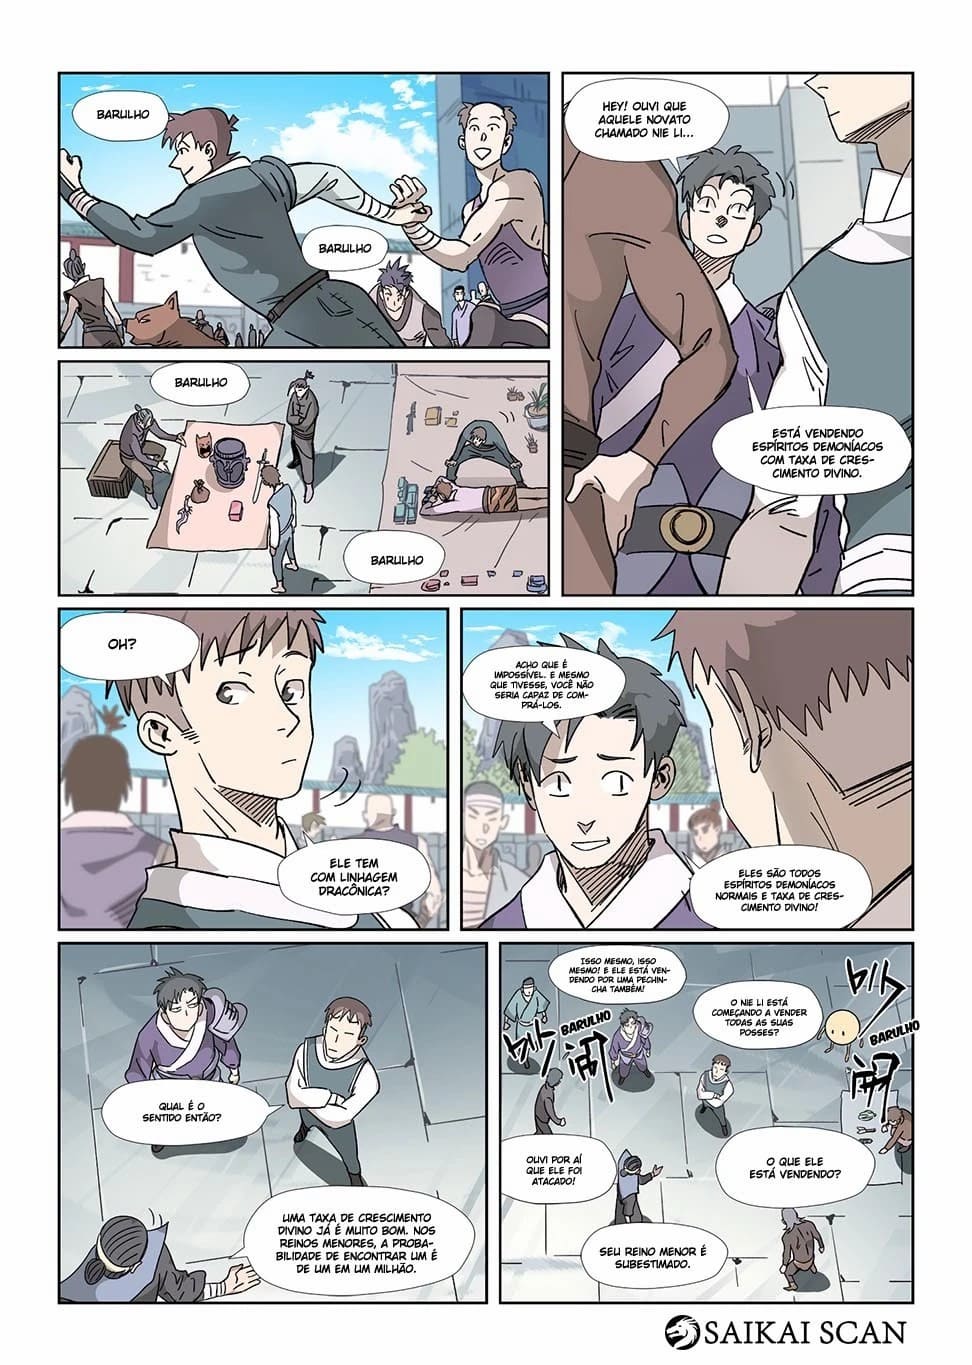 BARULHO
BARULHO
HEY! OUVI QUE
AQUELE NOVATO
CHAMADO NIE LI...
ESTÁ VENDENDO
ESPÍRITOS DEMONÍACOS
COM TAXA DE CRES-
CIMENTO DIVINO.
BARULHO
BARULHO
OH?
ELE TEM
COM LINHAGEM
DRACÔNICA?
ACHO QUE É
IMPOSSÍVEL. E MESMO
QUE TIVESSE, VOCÊ NÃO
SERIA CAPAZ DE COM-
PRÁ-LOS.
ELES SÃO TODOS
ESPÍRITOS DEMONÍACOS
NORMAIS E TAXA DE CRES-
CIMENTO DIVINO!
QUAL É O
SENTIDO ENTÃO?
UMA TAXA DE CRESCIMENTO
DIVINO JÁ É MUITO BOM. NOS
REINOS MENORES, A PROBA-
BILIDADE DE ENCONTRAR UM É
DE UM EM UM MILHÃO.
ISSO MESMO, ISSO
MESMO! E ELE ESTÁ VEN-
DENDO POR UMA PECHIN-
CHA TAMBÉM!
O NIE LI ESTÁ
COMEÇANDO A VENDER
TODAS AS SUAS
POSSES?
BARULHO
闹
BARULHO
闹
OUVI POR AÍ
QUE ELE FOI
ATACADO!
O QUE ELE
ESTÁ VENDENDO?
SEU REINO MENOR É
SUBESTIMADO.
SAIKAI SCAN